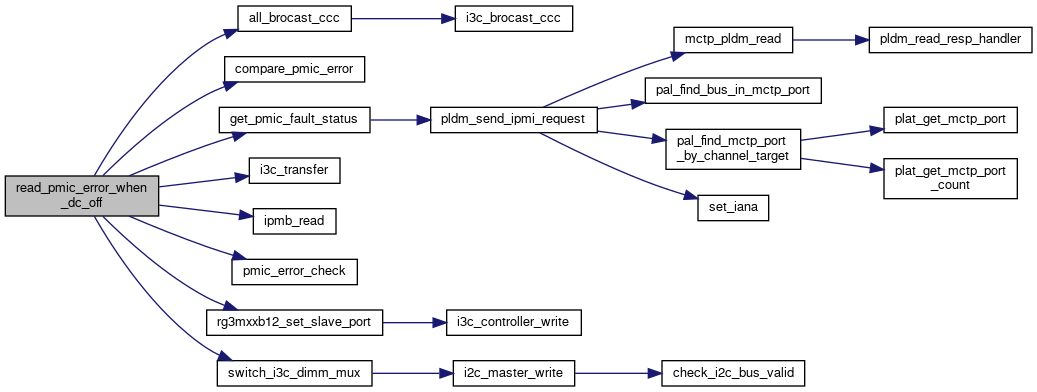 read_pmic_error_when
_dc_off
all_brocast_ccc
i3c_brocast_ccc
compare_pmic_error
get_pmic_fault_status
pldm_send_ipmi_request
mctp_pldm_read
pldm_read_resp_handler
pal_find_bus_in_mctp_port
pal_find_mctp_port
_by_channel_target
plat_get_mctp_port
plat_get_mctp_port
_count
set_iana
i3c_transfer
ipmb_read
pmic_error_check
rg3mxxb12_set_slave_port
i3c_controller_write
switch_i3c_dimm_mux
i2c_master_write
check_i2c_bus_valid